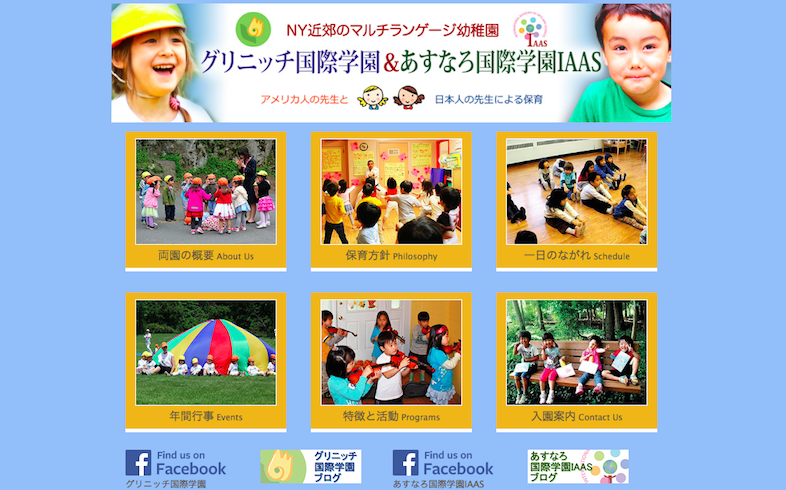 NY近郊のマルチランゲージ幼稚園
IAAS
グリニッチ国際学園&あすなろ国際学園IAAS
アメリカ人の先生と 日本人の先生による保育
両園の概要 About Us
保育方針 Philosophy
一日のながれ Schedule
年間行事 Events
特徴と活動 Programs
入園案内 Contact Us
Find us on
Facebook
グリニッチ国際学園
グリニッチ
国際学園
ブログ
Find us on
Facebook
あすなろ国際学園IAAS
あすなろ
国際学園IAAS
ブログ